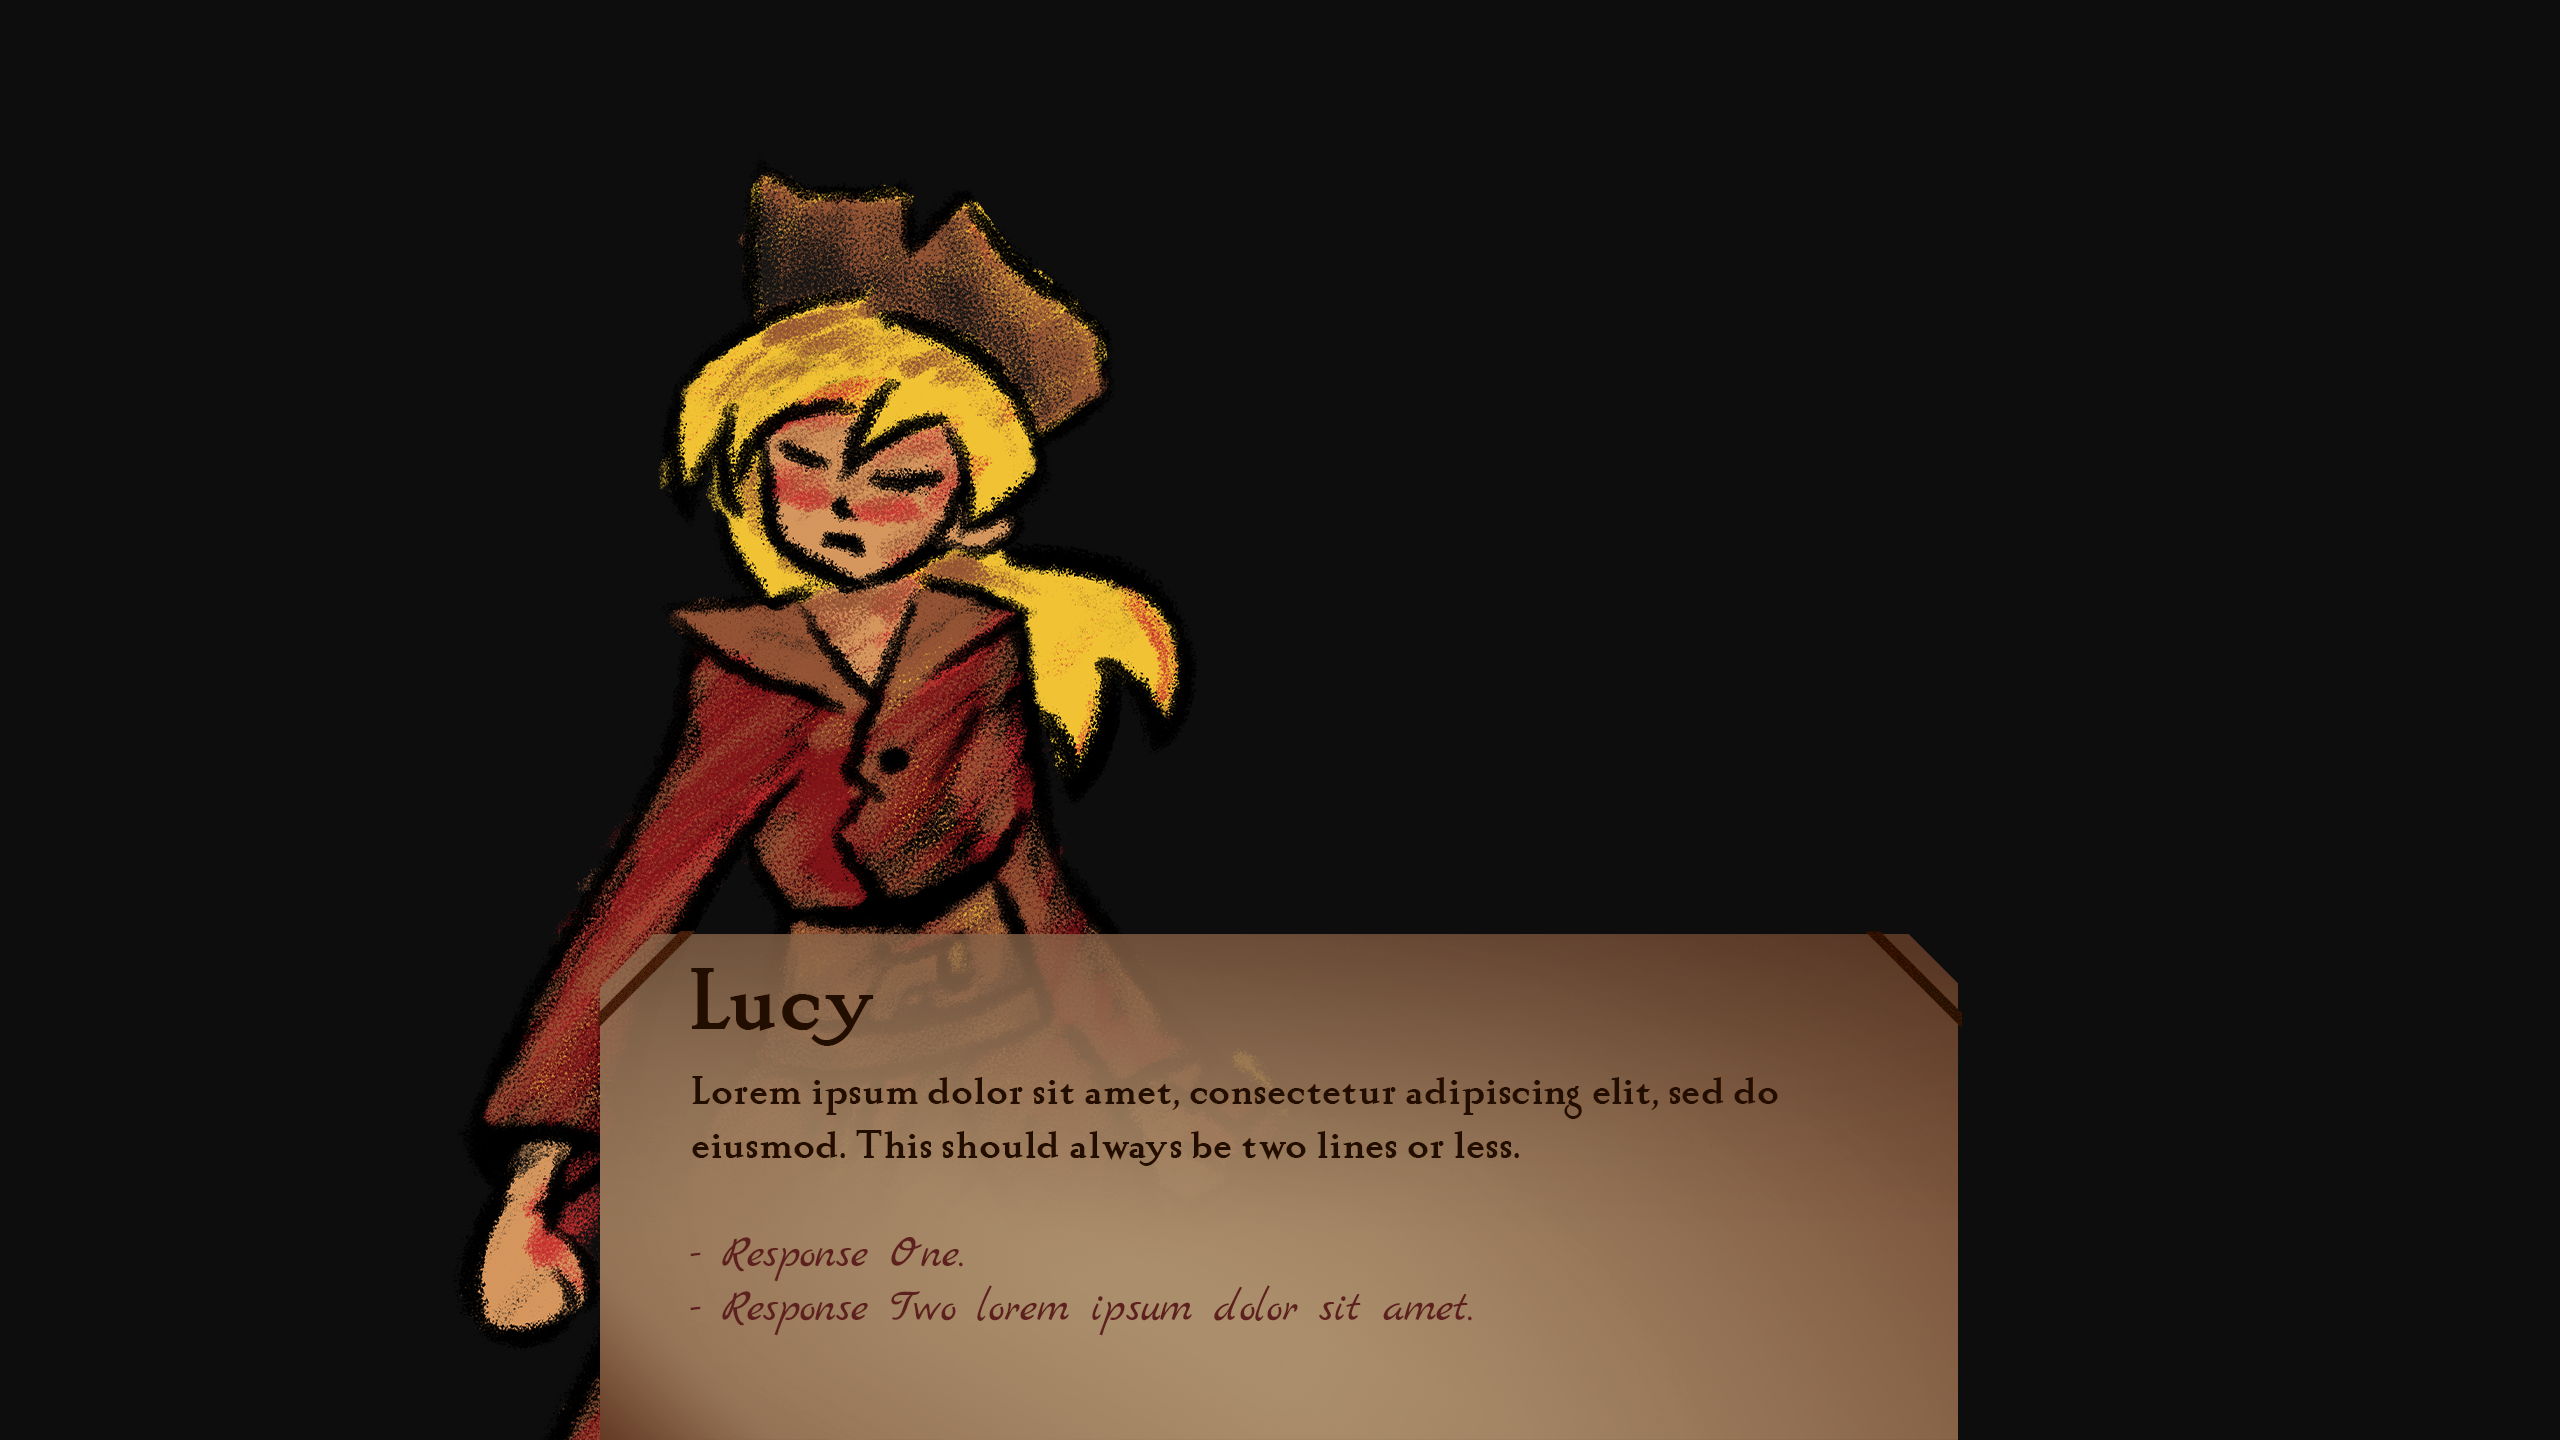 Lucy
Lorem ipsum dolor sit amet, consectetur adipiscing elit, sed do
eiusmod. This should always be two lines or less.
- Response One.
- Response Two lorem ipsum dolor sit amet.